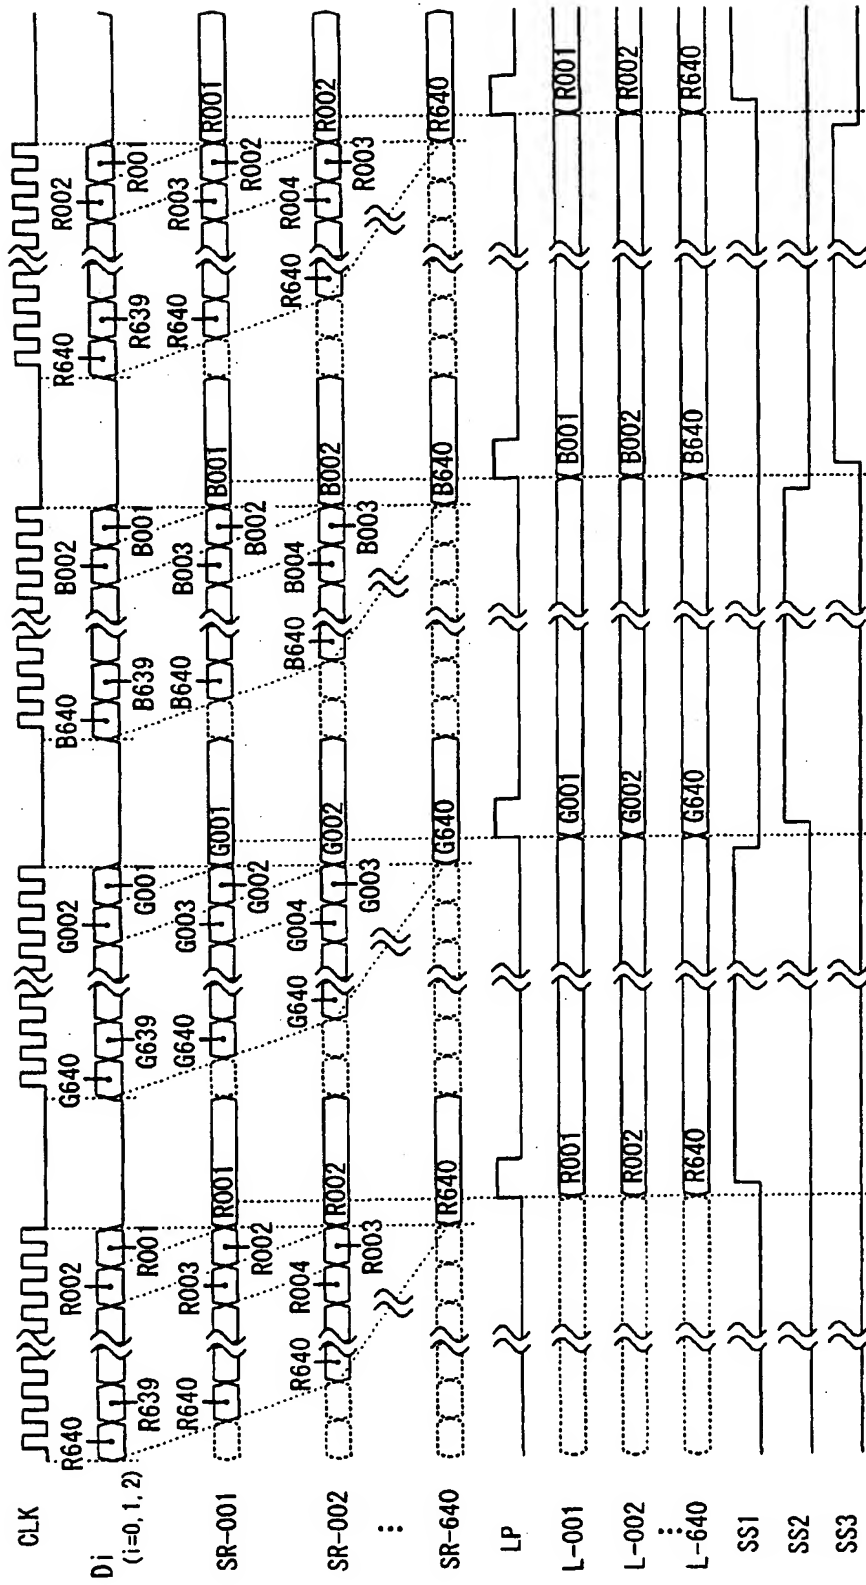 CLK
R640 R002 G640 G002 B640 B002 R640 R002
Di
R639 R001 G639 G001 B639 B001 R639 R001
(i=0, 1, 2)
R640 R003 G640 G003 B640 B003 R640 R003
SR-001 R001 G001 B001 R001
R002 G002 B002 R002
R640 R004 G640 G004 B640 B004 R640 R004
SR-002 R002 G002 B002 R002
R003 G003 B003 R003
SR-640 R640 G640 B640 R640
LP
L-001 R001 G001 B001 R001
L-002 R002 G002 B002 R002
L-640 R640 G640 B640 R640
SS1
SS2
SS3